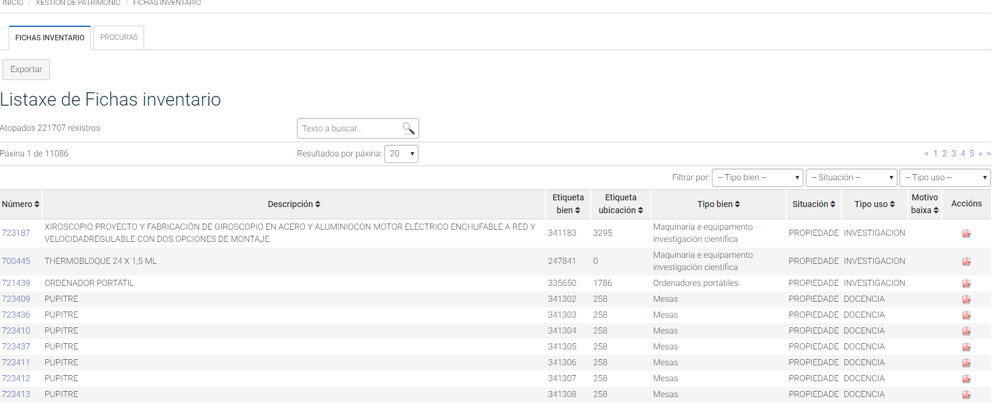 INICIO / XESTIÓN DE PATRIMONIO / FICHAS INVENTARIO
FICHAS INVENTARIO PROCURAS
Exportar
Listaxe de Fichas inventario
Atopados 221707 rexistros Texto a buscar...
Páxina 1 de 11086 Resultados por páxina: 20 < 1 2 3 4 5 » >
Filtrar por: -- Tipo bien -- -- Situación -- -- Tipo uso --
Número Descripción Etiqueta bien Etiqueta ubicación Tipo bien Situación Tipo uso Motivo baixa Accións
723187 XIROSCOPIO PROYECTO Y FABRICACIÓN DE GIROSCOPIO EN ACERO Y ALUMINIOCON MOTOR ELÉCTRICO ENCHUFABLE A RED Y
VELOCIDADREGULABLE CON DOS OPCIONES DE MONTAJE. 341183 3295 Maquinaria e equipamento
investigación científica PROPIEDADE INVESTIGACION
700445 THERMOBLOQUE 24 X 1,5 ML 247841 0 Maquinaria e equipamento
investigación científica PROPIEDADE INVESTIGACION
721439 ORDENADOR PORTÁTIL 335650 1786 Ordenadores portátiles PROPIEDADE INVESTIGACION
723409 PUPITRE 341302 258 Mesas PROPIEDADE DOCENCIA
723436 PUPITRE 341303 258 Mesas PROPIEDADE DOCENCIA
723410 PUPITRE 341304 258 Mesas PROPIEDADE DOCENCIA
723437 PUPITRE 341305 258 Mesas PROPIEDADE DOCENCIA
723411 PUPITRE 341306 258 Mesas PROPIEDADE DOCENCIA
723412 PUPITRE 341307 258 Mesas PROPIEDADE DOCENCIA
723413 PUPITRE 341308 258 Mesas PROPIEDADE DOCENCIA